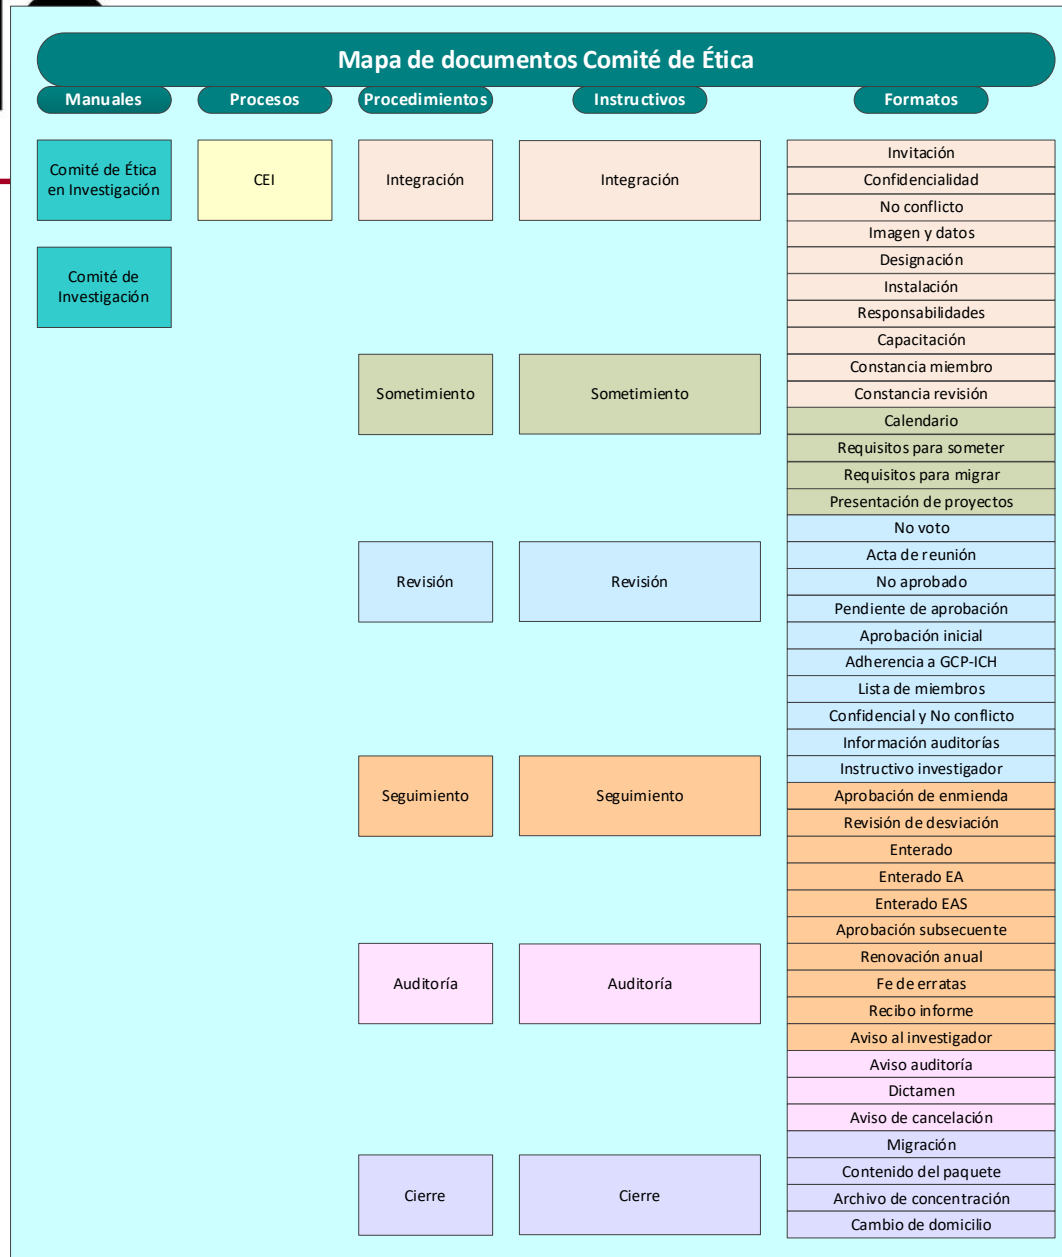 Mapa de documentos Comité de Ética
Manuales
Procesos
Procedimientos
Instructivos
Formatos
Comité de Ética
en Investigación
CEI
Integración
Integración
Invitación
Confidencialidad
No conflicto
Imagen y datos
Designación
Instalación
Responsabilidades
Capacitación
Constancia miembro
Constancia revisión
Comité de
Investigación
Sometimiento
Sometimiento
Calendario
Requisitos para someter
Requisitos para migrar
Presentación de proyectos
Revisión
Revisión
No voto
Acta de reunión
No aprobado
Pendiente de aprobación
Aprobación inicial
Adherencia a GCP-ICH
Lista de miembros
Confidencial y No conflicto
Información auditorías
Instructivo investigador
Seguimiento
Seguimiento
Aprobación de enmienda
Revisión de desviación
Enterado
Enterado EA
Enterado EAS
Aprobación subsecuente
Renovación anual
Fe de erratas
Recibo informe
Aviso al investigador
Auditoría
Auditoría
Aviso auditoría
Dictamen
Aviso de cancelación
Cierre
Cierre
Migración
Contenido del paquete
Archivo de concentración
Cambio de domicilio